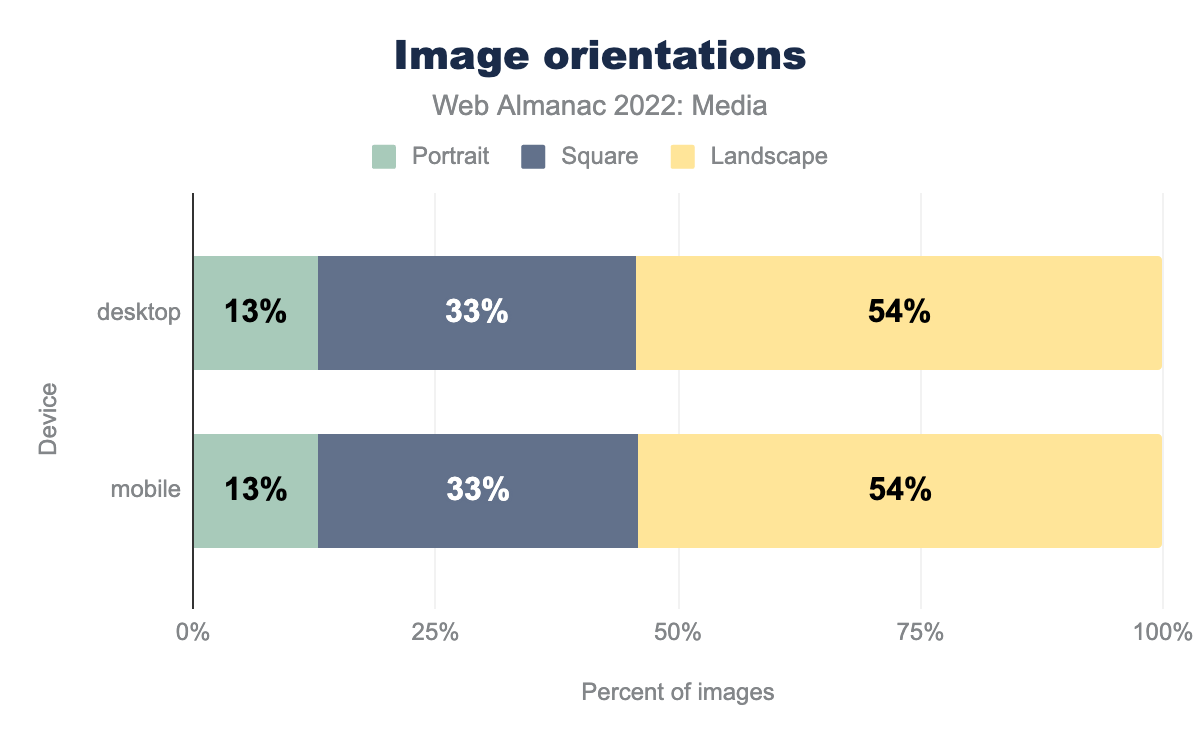 Image orientations
Web Almanac 2022: Media
Portrait Square Landscape
desktop 13% 33% 54%
Device
mobile 13% 33% 54%
0% 25% 50% 75% 100%
Percent of images